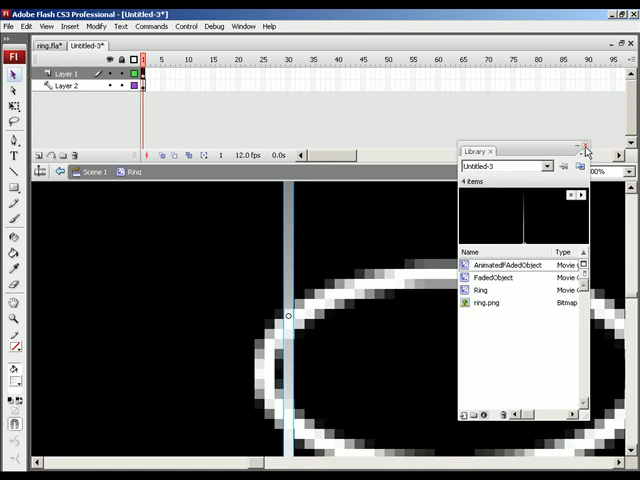 Adobe Flash CS3 Professional - [Untitled-3*]
File Edit View Insert Modify Text Commands Control Debug Window Help
ring.fla* Untitled-3*
1 5 10 15 20 25 30 35 40 45 50 55 60 65 70 75 80 85 90 95
Layer 1
Layer 2
1 12.0 fps 0.0s
Library
Scene 1 Ring
Untitled-3
4 items
Name Type
AnimatedFAdedObject Movie C
FadedObject Movie C
Ring Movie C
ring.png Bitmap